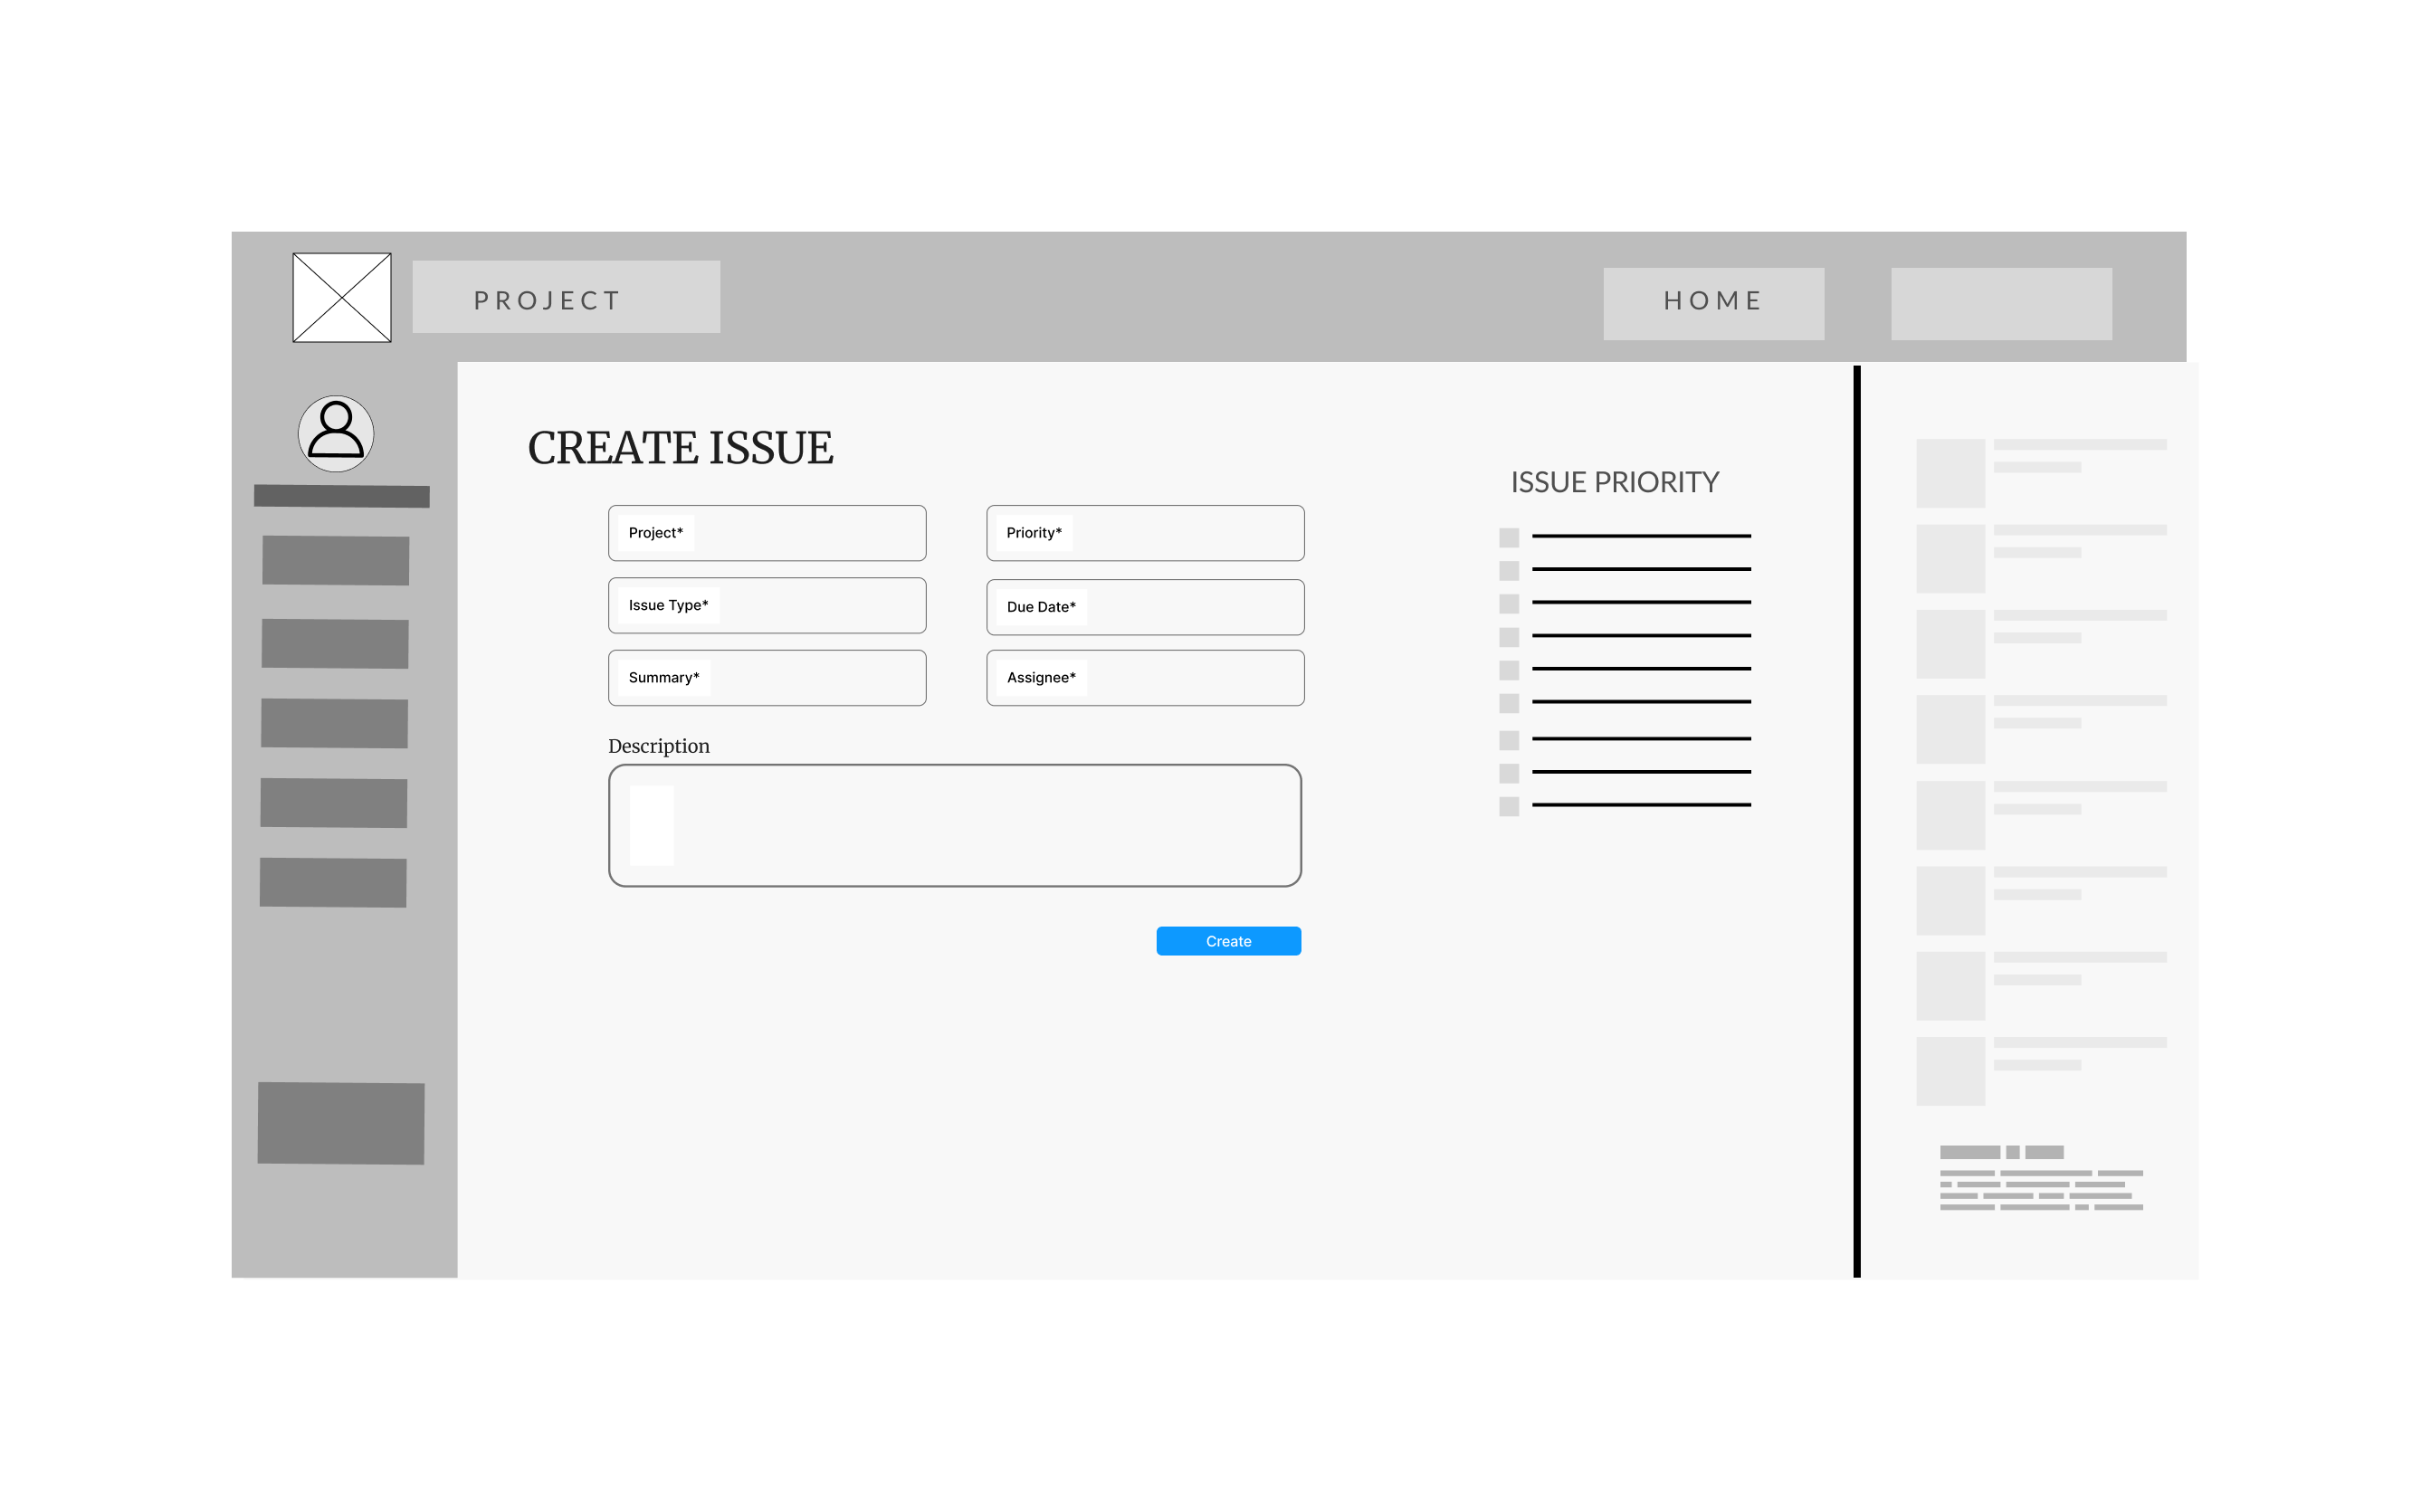 PROJECT
HOME
CREATE ISSUE
ISSUE PRIORITY
Project*
Priority*
Issue Type*
Due Date*
Summary*
Assignee*
Description
Create